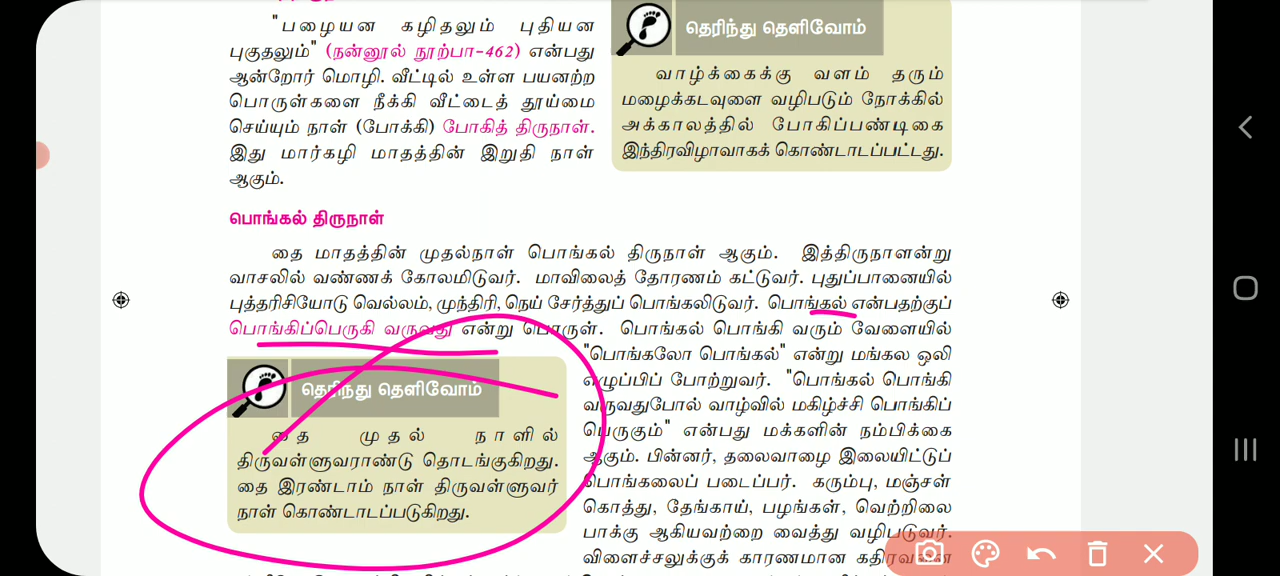 "பழையன கழிதலும் புதியன
புகுதலும்" (நன்னூல் நூற்பா-462) என்பது
ஆன்றோர் மொழி. வீட்டில் உள்ள பயனற்ற
பொருள்களை நீக்கி வீட்டைத் தூய்மை
செய்யும் நாள் (போக்கி) போகித் திருநாள்.
இது மார்கழி மாதத்தின் இறுதி நாள்
ஆகும்.
தெரிந்து தெளிவோம்
வாழ்க்கைக்கு வளம் தரும்
மழைக்கடவுளை வழிபடும் நோக்கில்
அக்காலத்தில் போகிப்பண்டிகை
இந்திரவிழாவாகக் கொண்டாடப்பட்டது.
பொங்கல் திருநாள்
தை மாதத்தின் முதல்நாள் பொங்கல் திருநாள் ஆகும். இத்திருநாளன்று
வாசலில் வண்ணக் கோலமிடுவர். மாவிலைத் தோரணம் கட்டுவர். புதுப்பானையில்
புத்தரிசியோடு வெல்லம், முந்திரி, நெய் சேர்த்துப் பொங்கலிடுவர். பொங்கல் என்பதற்குப்
பொங்கிப்பெருகி வருவது என்று பொருள். பொங்கல் பொங்கி வரும் வேளையில்
"பொங்கலோ பொங்கல்" என்று மங்கல ஒலி
எழுப்பிப் போற்றுவர். "பொங்கல் பொங்கி
வருவதுபோல் வாழ்வில் மகிழ்ச்சி பொங்கிப்
பெருகும்" என்பது மக்களின் நம்பிக்கை
ஆகும். பின்னர், தலைவாழை இலையிட்டுப்
பொங்கலைப் படைப்பர். கரும்பு, மஞ்சள்
கொத்து, தேங்காய், பழங்கள், வெற்றிலை
பாக்கு ஆகியவற்றை வைத்து வழிபடுவர்.
விளைச்சலுக்குக் காரணமான கதிரவனை
தெரிந்து தெளிவோம்
தை முதல் நாளில்
திருவள்ளுவராண்டு தொடங்குகிறது.
தை இரண்டாம் நாள் திருவள்ளுவர்
நாள் கொண்டாடப்படுகிறது.